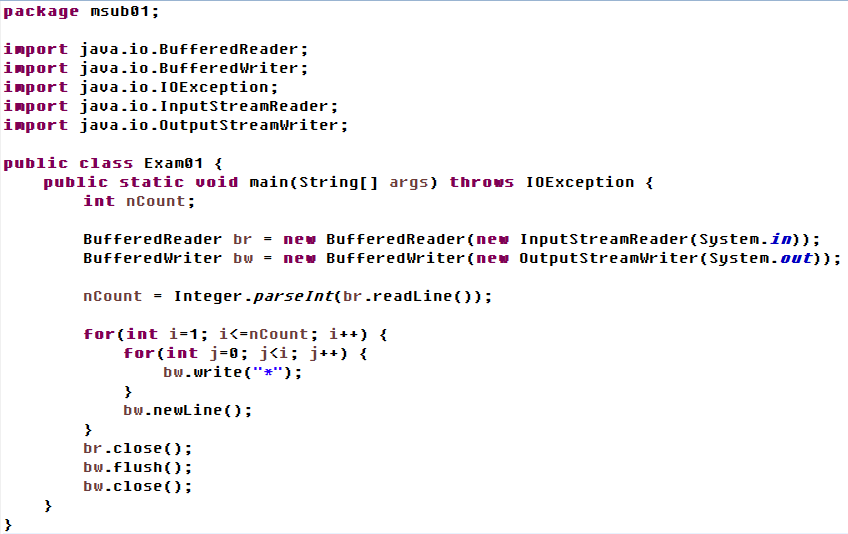 package msub01;
import java.io.BufferedReader;
import java.io.BufferedWriter;
import java.io.IOException;
import java.io.InputStreamReader;
import java.io.OutputStreamWriter;
public class Exam01 {
public static void main(String[] args) throws IOException {
int nCount;
BufferedReader br = new BufferedReader(new InputStreamReader(System.in));
BufferedWriter bw = new BufferedWriter(new OutputStreamWriter(System.out));
nCount = Integer.parseInt(br.readLine());
for(int i=1; i<=nCount; i++) {
for(int j=0; j<i; j++) {
bw.write("*");
}
bw.newLine();
}
br.close();
bw.flush();
bw.close();
}
}